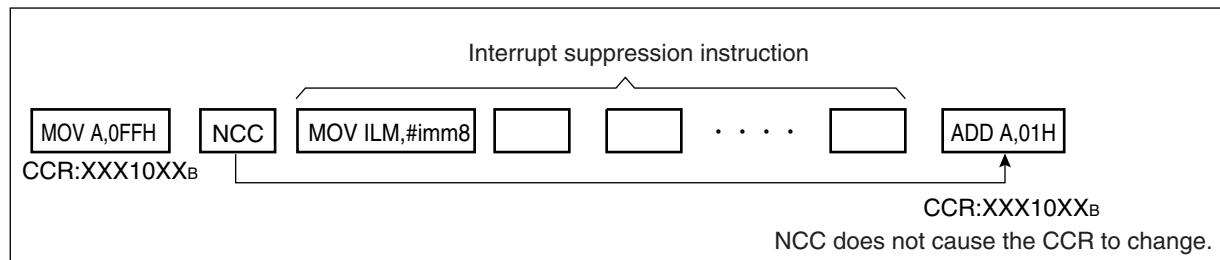 Interrupt suppression instruction
MOV A,0FFH NCC MOV ILM,#imm8 · · · · ADD A,01H
CCR:XXX10XXB
CCR:XXX10XXB
NCC does not cause the CCR to change.